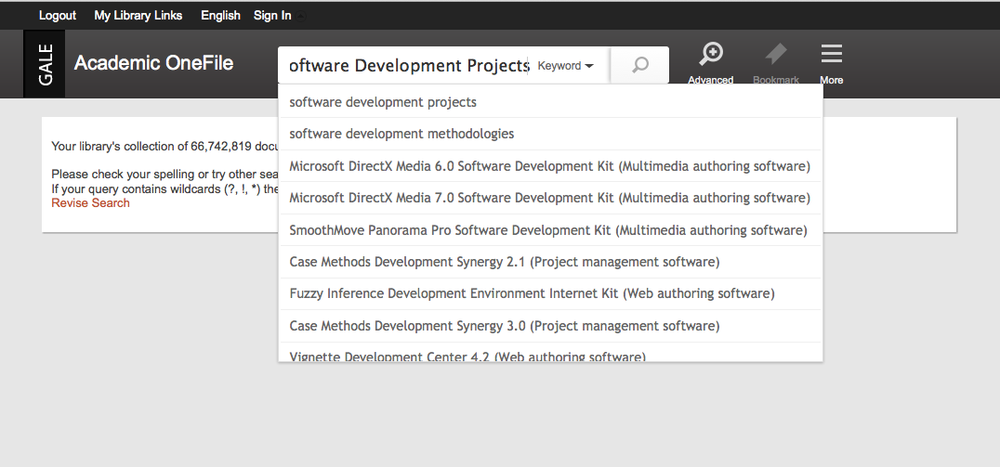 Logout My Library Links English Sign In
GALE
Academic OneFile
oftware Development Projects Keyword
Advanced Bookmark More
software development projects
software development methodologies
Microsoft DirectX Media 6.0 Software Development Kit (Multimedia authoring software)
Microsoft DirectX Media 7.0 Software Development Kit (Multimedia authoring software)
SmoothMove Panorama Pro Software Development Kit (Multimedia authoring software)
Case Methods Development Synergy 2.1 (Project management software)
Fuzzy Inference Development Environment Internet Kit (Web authoring software)
Case Methods Development Synergy 3.0 (Project management software)
Vignette Development Center 4.2 (Web authoring software)
Your library's collection of 66,742,819 docu
Please check your spelling or try other sea
If your query contains wildcards (?, !, *) the
Revise Search